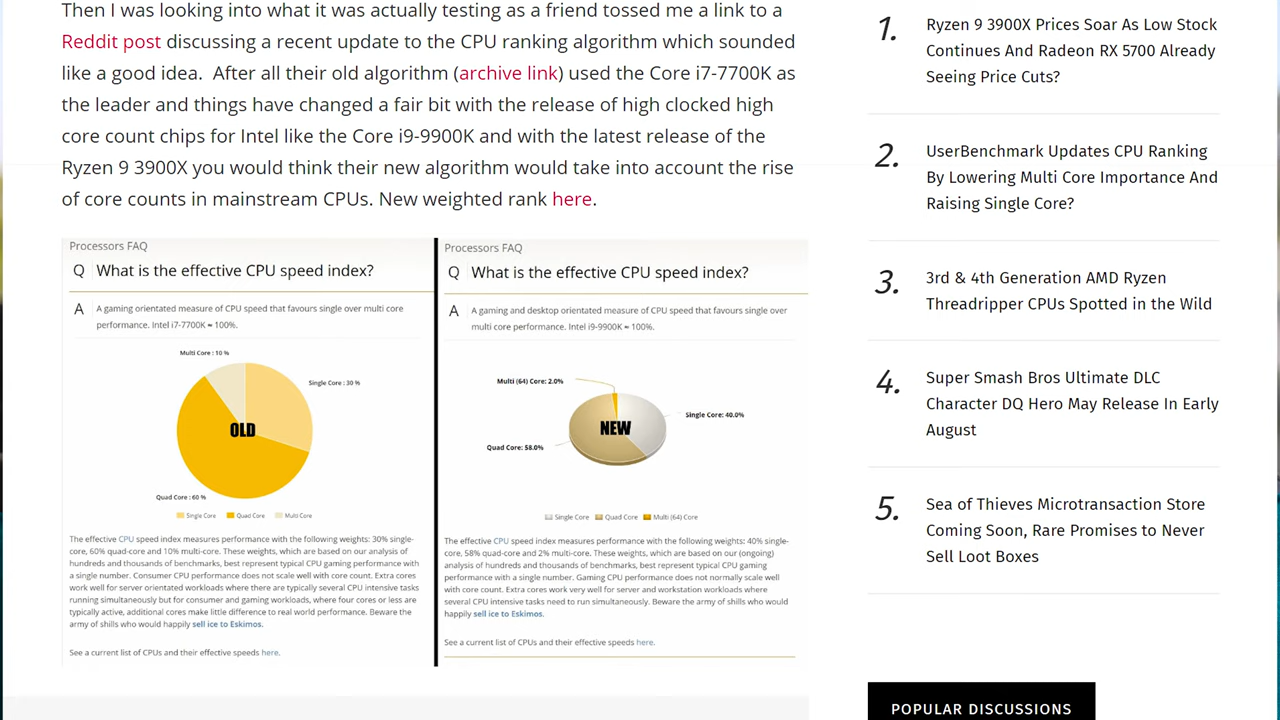 Then I was looking into what it was actually testing as a friend tossed me a link to a
Reddit post discussing a recent update to the CPU ranking algorithm which sounded
like a good idea.  After all their old algorithm (archive link) used the Core i7-7700K as
the leader and things have changed a fair bit with the release of high clocked high
core count chips for Intel like the Core i9-9900K and with the latest release of the
Ryzen 9 3900X you would think their new algorithm would take into account the rise
of core counts in mainstream CPUs. New weighted rank here.
Processors FAQ
Q What is the effective CPU speed index?
A A gaming orientated measure of CPU speed that favours single over multi core
performance. Intel i7-7700K ≈ 100%.
Multi Core : 10 %
Single Core : 30 %
OLD
Quad Core : 60 %
Single Core Quad Core Multi Core
The effective CPU speed index measures performance with the following weights: 30% single-
core, 60% quad-core and 10% multi-core. These weights, which are based on our analysis of
hundreds and thousands of benchmarks, best represent typical CPU gaming performance with
a single number. Consumer CPU performance does not scale well with core count. Extra cores
work well for server orientated workloads where there are typically several CPU intensive tasks
running simultaneously but for consumer and gaming workloads, where four cores or less are
typically active, additional cores make little difference to real world performance. Beware the
army of shills who would happily sell ice to Eskimos.
See a current list of CPUs and their effective speeds here.
Processors FAQ
Q What is the effective CPU speed index?
A A gaming and desktop orientated measure of CPU speed that favours single over
multi core performance. Intel i9-9900K ≈ 100%.
Multi (64) Core: 2.0%
Single Core: 40.0%
NEW
Quad Core: 58.0%
Single Core Quad Core Multi (64) Core
The effective CPU speed index measures performance with the following weights: 40% single-
core, 58% quad-core and 2% multi-core. These weights, which are based on our (ongoing)
analysis of hundreds and thousands of benchmarks, best represent typical CPU gaming
performance with a single number. Gaming CPU performance does not normally scale well
with core count. Extra cores work very well for server and workstation workloads where
several CPU intensive tasks need to run simultaneously. Beware the army of shills who would
happily sell ice to Eskimos.
See a current list of CPUs and their effective speeds here.
1. Ryzen 9 3900X Prices Soar As Low Stock
Continues And Radeon RX 5700 Already
Seeing Price Cuts?
2. UserBenchmark Updates CPU Ranking
By Lowering Multi Core Importance And
Raising Single Core?
3. 3rd & 4th Generation AMD Ryzen
Threadripper CPUs Spotted in the Wild
4. Super Smash Bros Ultimate DLC
Character DQ Hero May Release In Early
August
5. Sea of Thieves Microtransaction Store
Coming Soon, Rare Promises to Never
Sell Loot Boxes
POPULAR DISCUSSIONS